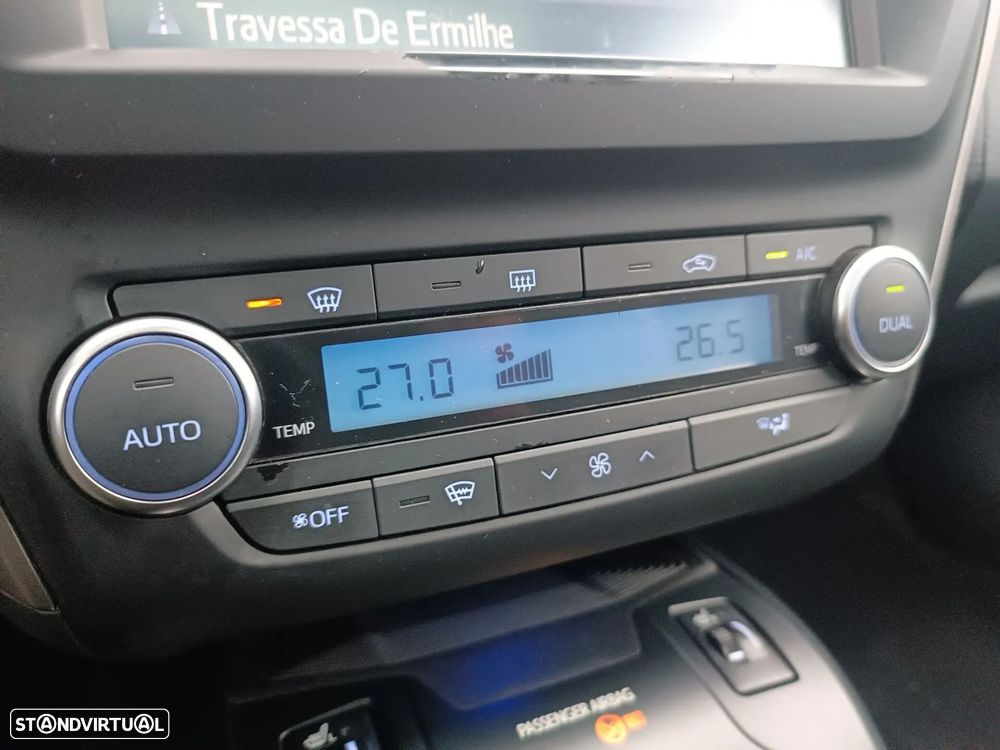 Travessa De Ermilhe
A/C
DUAL
AUTO
TEMP
27.0
26.5
TEMP
OFF
PASSENGER AIRBAG
STANDVIRTUAL